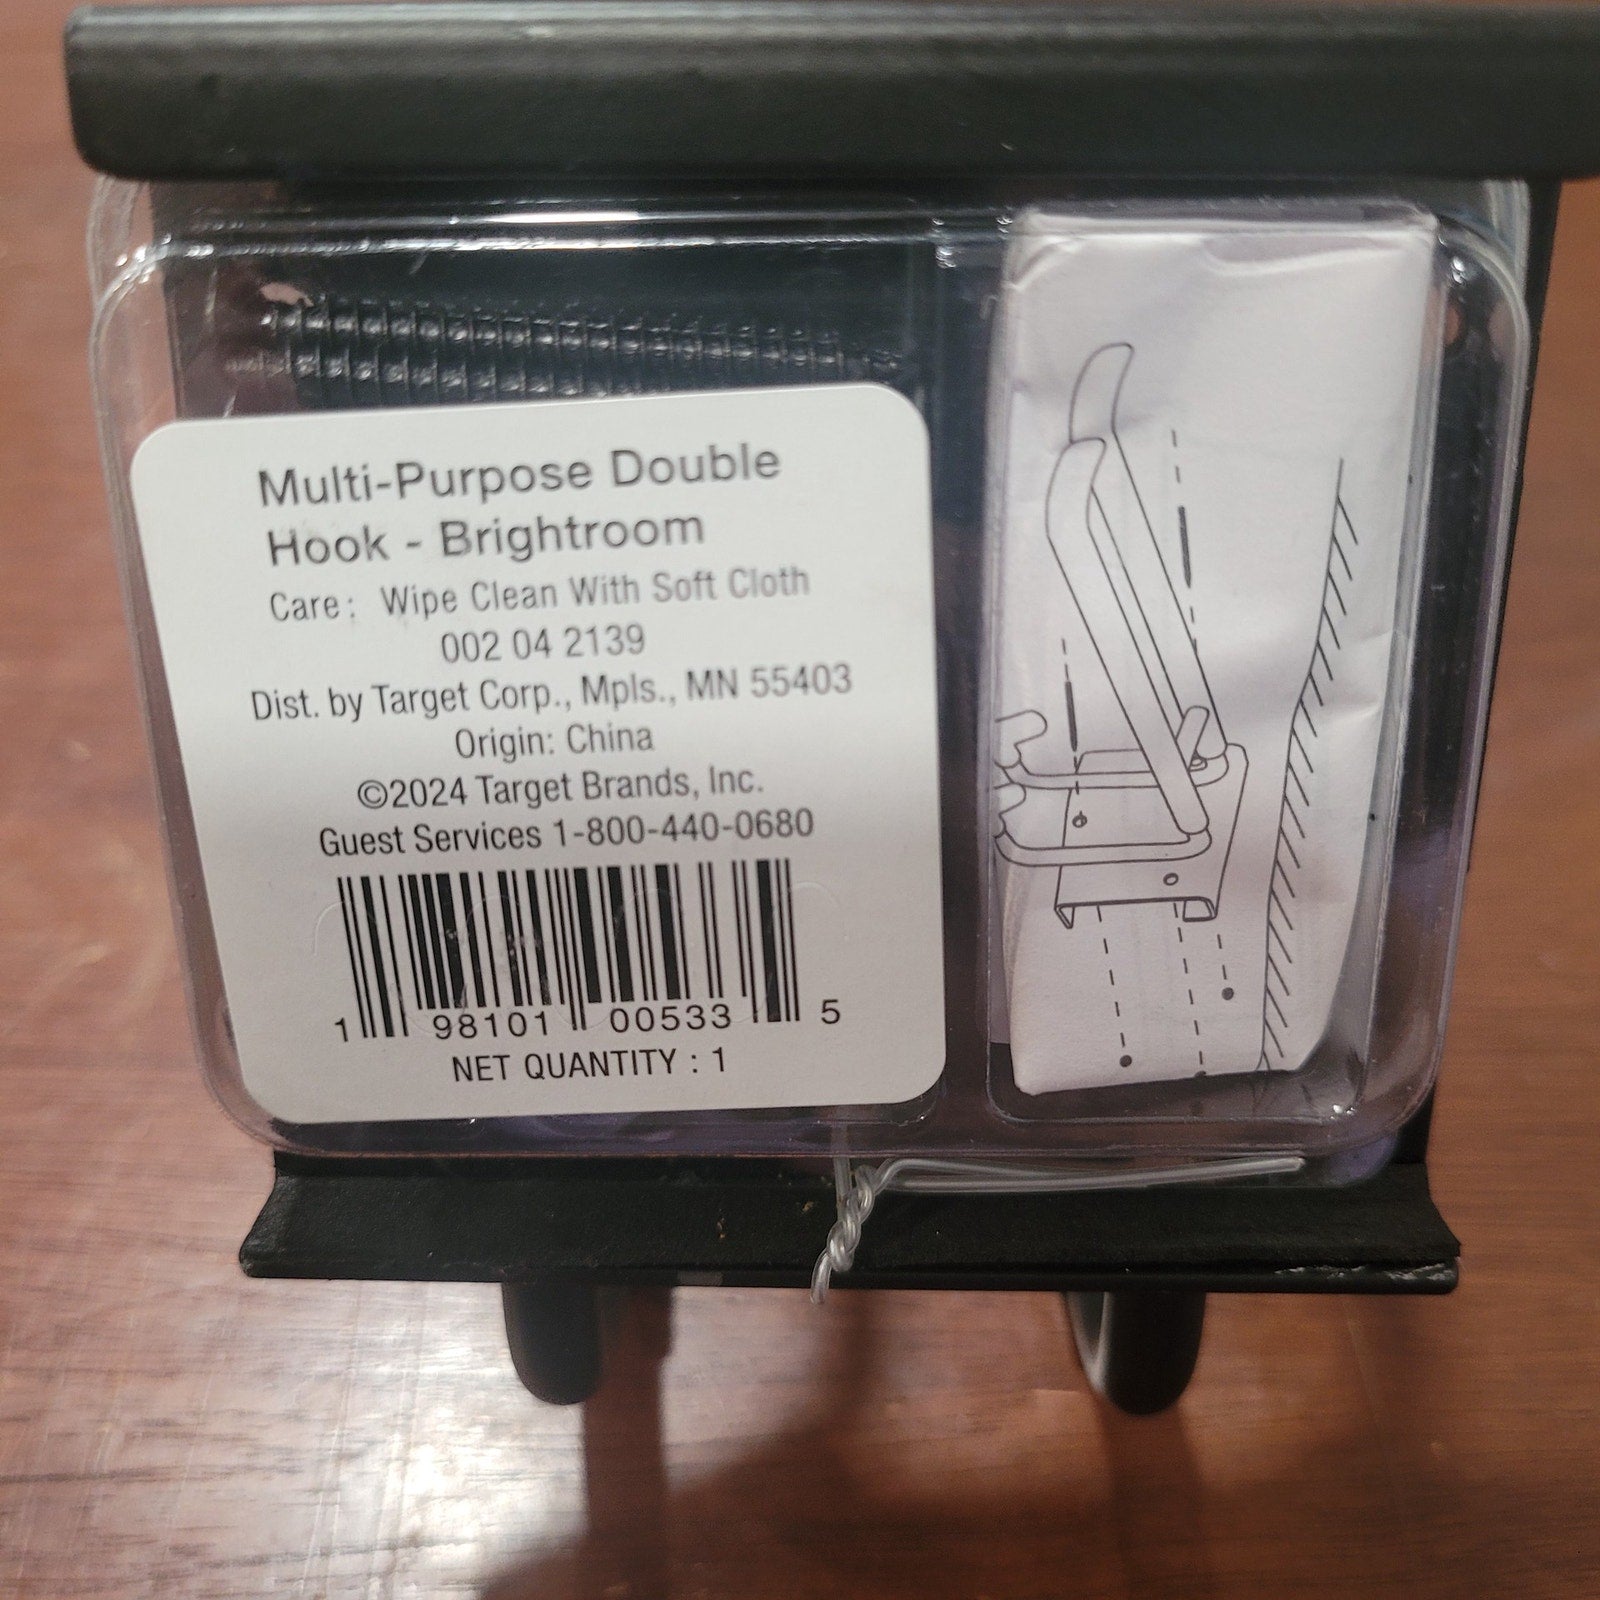 Multi-Purpose Double
Hook - Brightroom
Care: Wipe Clean With Soft Cloth
002 04 2139
Dist. by Target Corp., Mpls., MN 55403
Origin: China
©2024 Target Brands, Inc.
Guest Services 1-800-440-0680
1 98101 00533 5
NET QUANTITY : 1